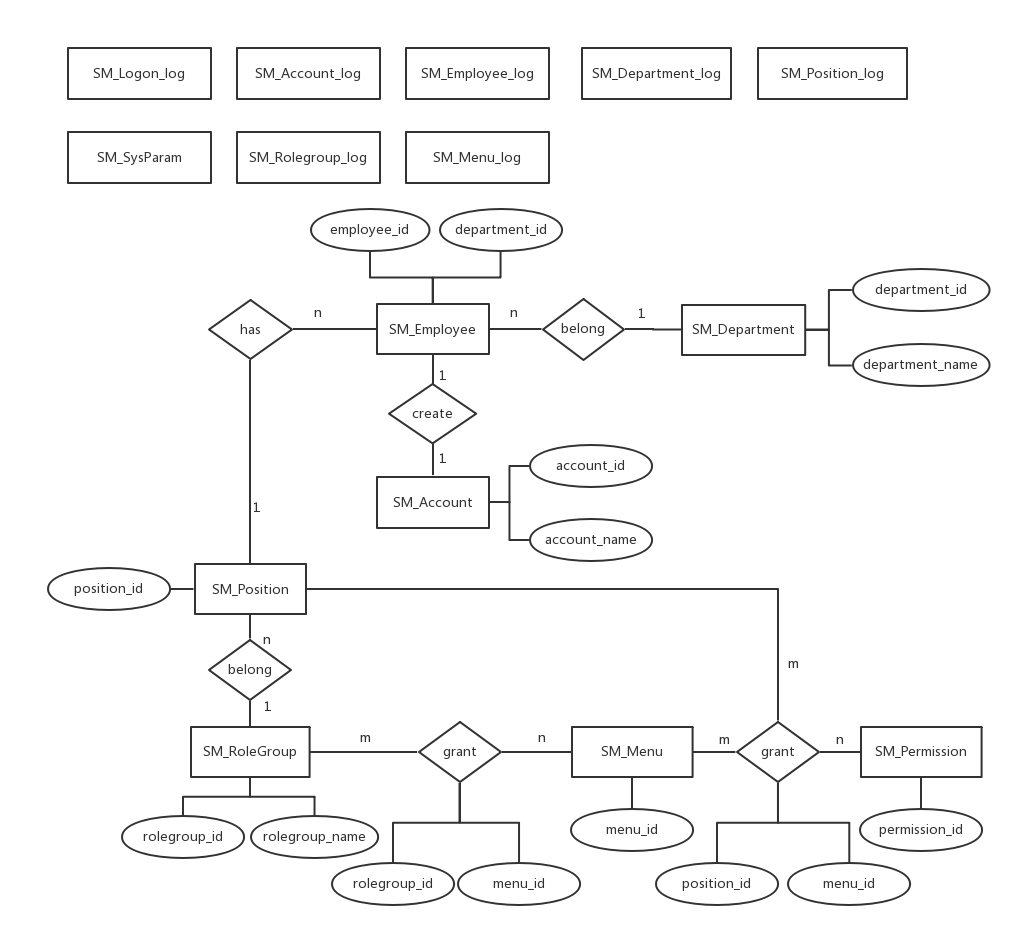 SM_Logon_log
SM_Account_log
SM_Employee_log
SM_Department_log
SM_Position_log
SM_SysParam
SM_Rolegroup_log
SM_Menu_log
employee_id
department_id
department_id
has
n
SM_Employee
n
belong
1
SM_Department
department_name
1
create
1
account_id
SM_Account
account_name
1
position_id
SM_Position
n
belong
m
1
SM_RoleGroup
m
grant
n
SM_Menu
m
grant
n
SM_Permission
rolegroup_id
rolegroup_name
menu_id
permission_id
rolegroup_id
menu_id
position_id
menu_id